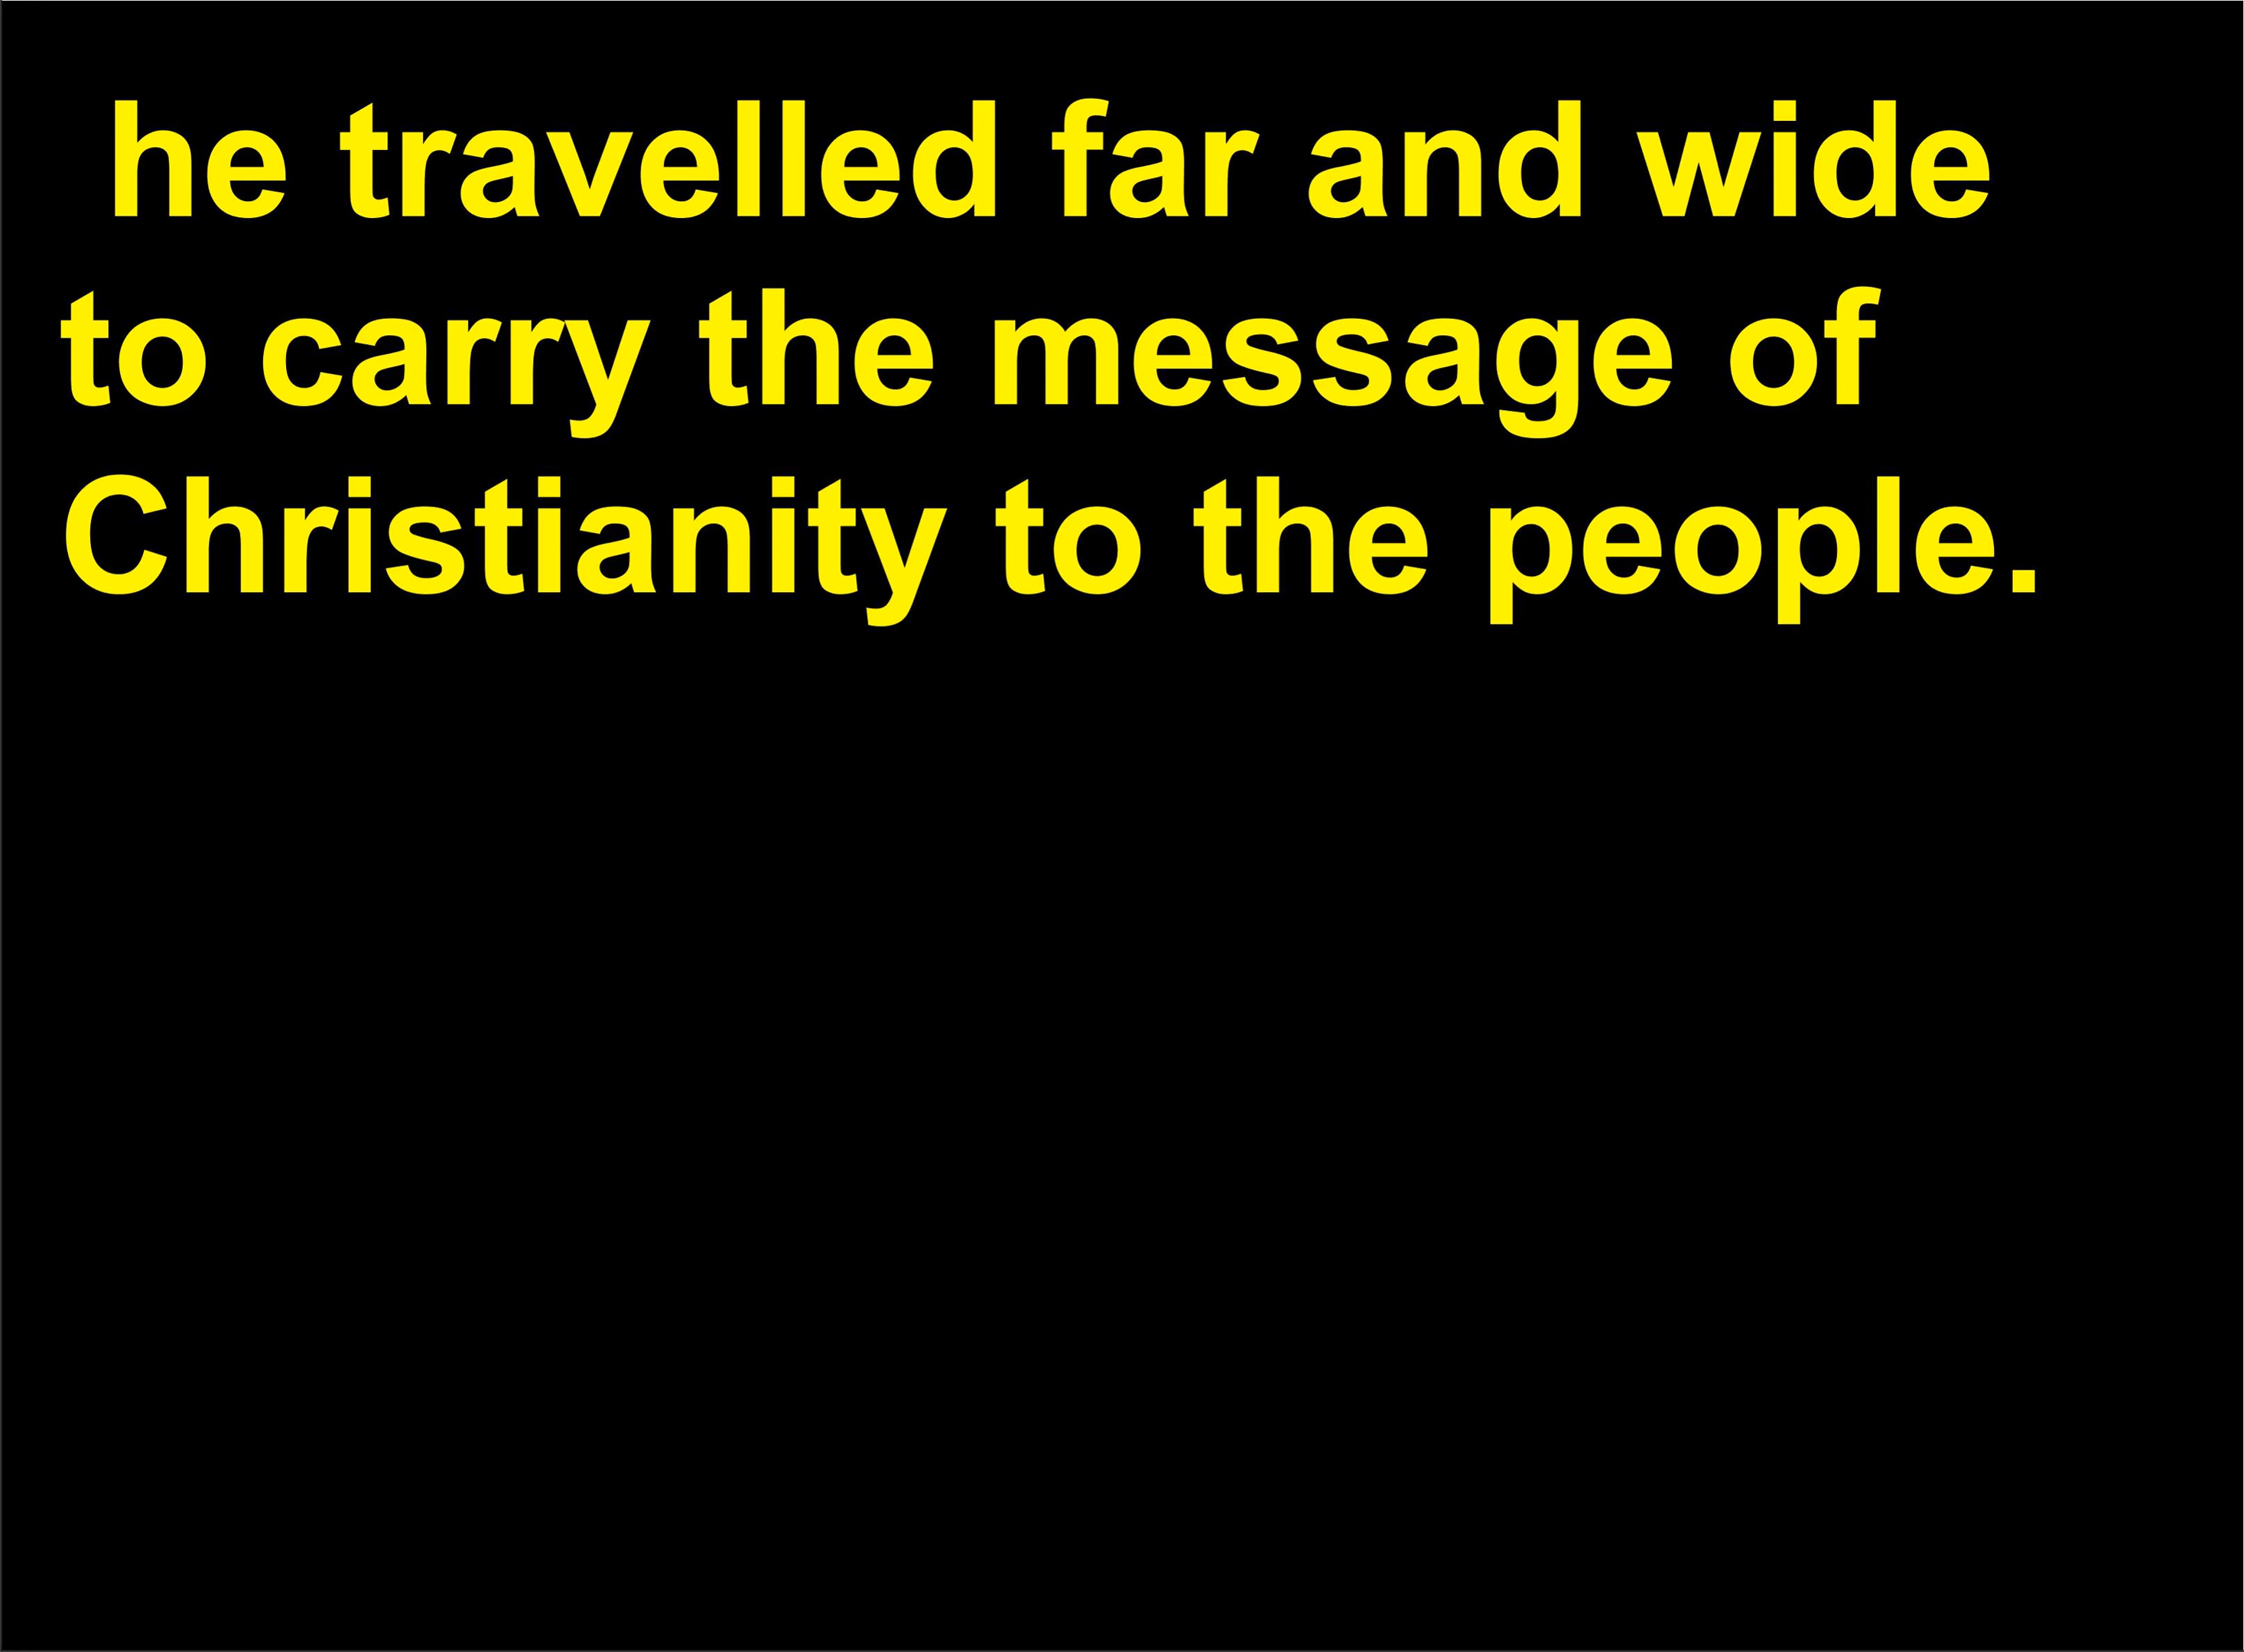 he travelled far and wide
to carry the message of
Christianity to the people.